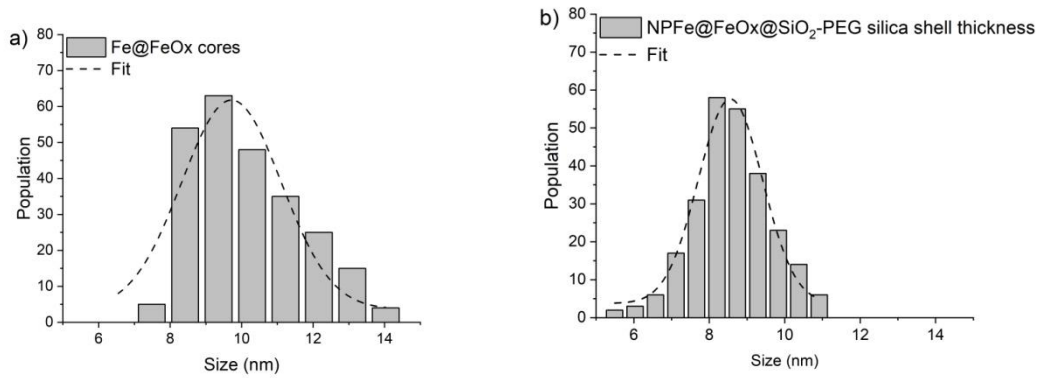 a)
Fe@FeOx cores
Fit
Population
80
70
60
50
40
30
20
10
0
6 8 10 12 14
Size (nm)
b)
NPFe@FeOx@SiO₂-PEG silica shell thickness
Fit
Population
80
70
60
50
40
30
20
10
0
6 8 10 12 14
Size (nm)